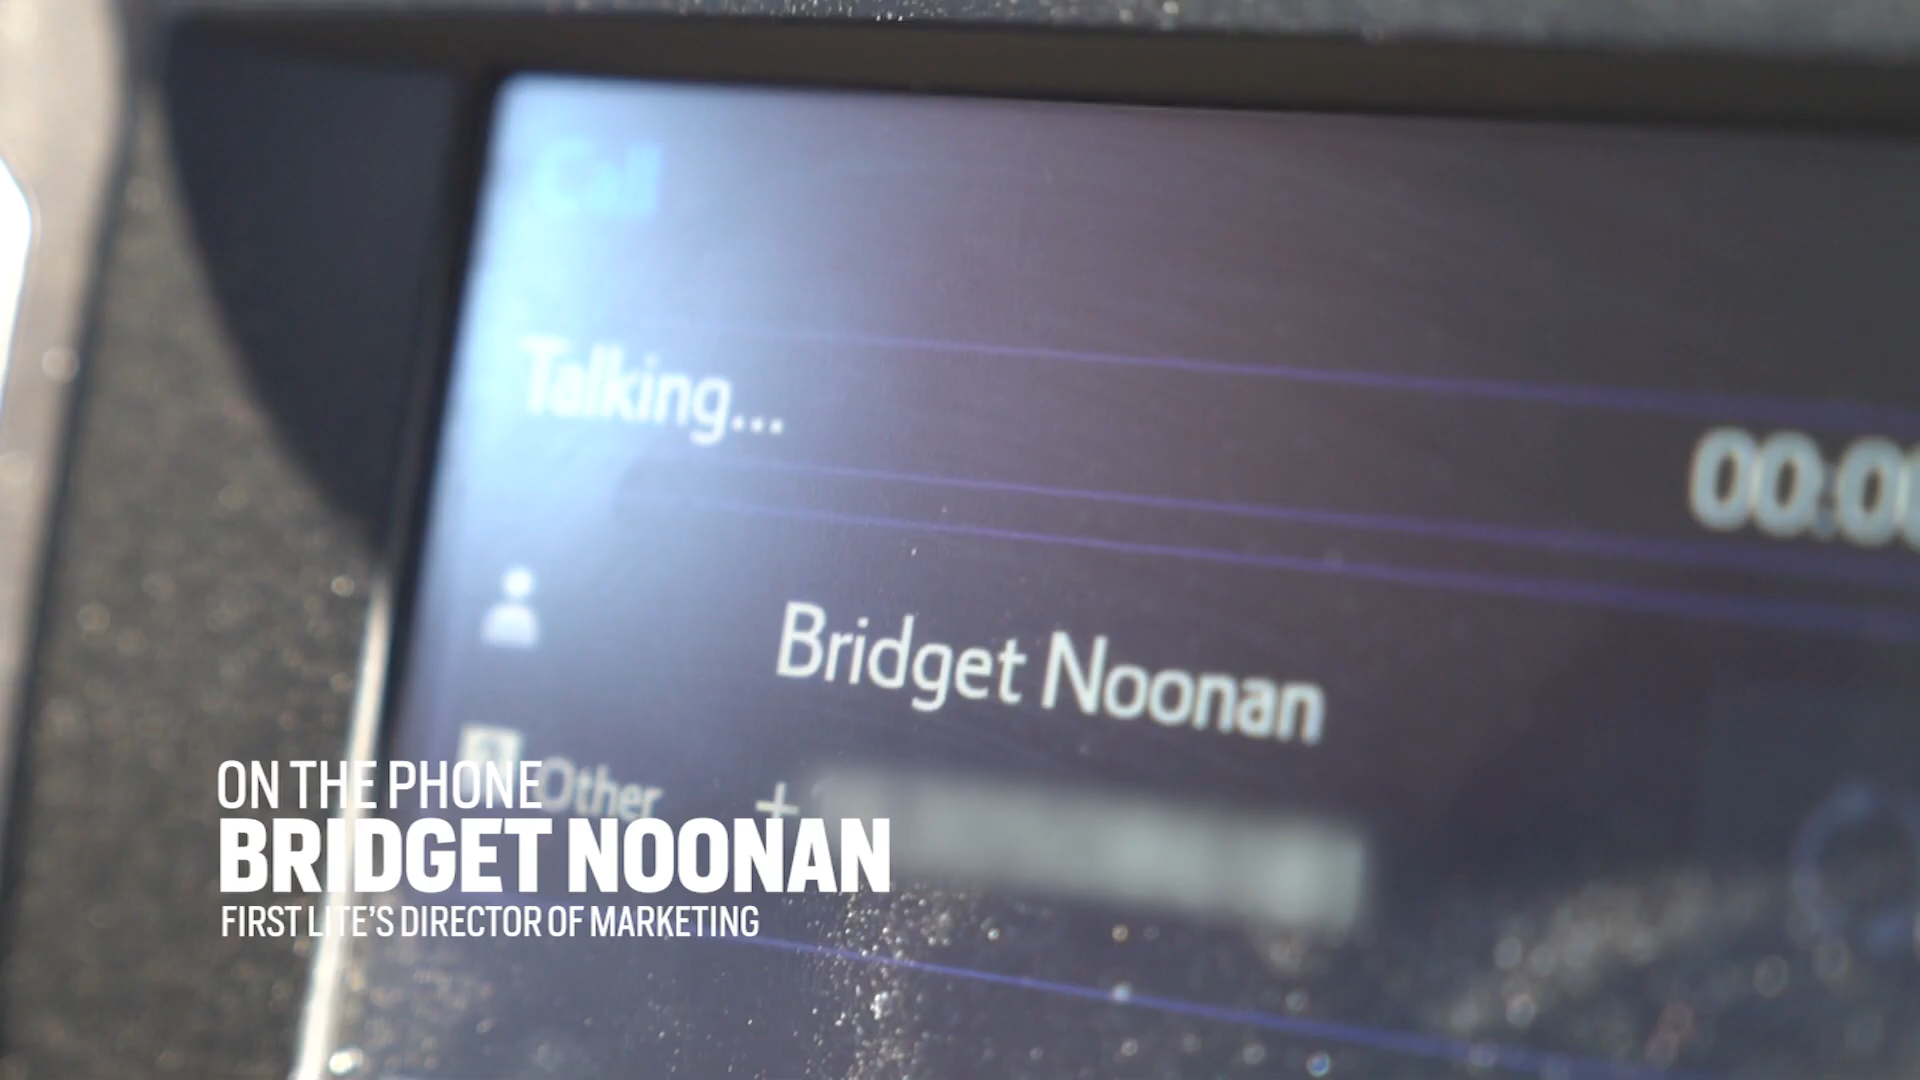 Call
Talking...
00:0
Bridget Noonan
Other +
ON THE PHONE
BRIDGET NOONAN
FIRST LITE'S DIRECTOR OF MARKETING